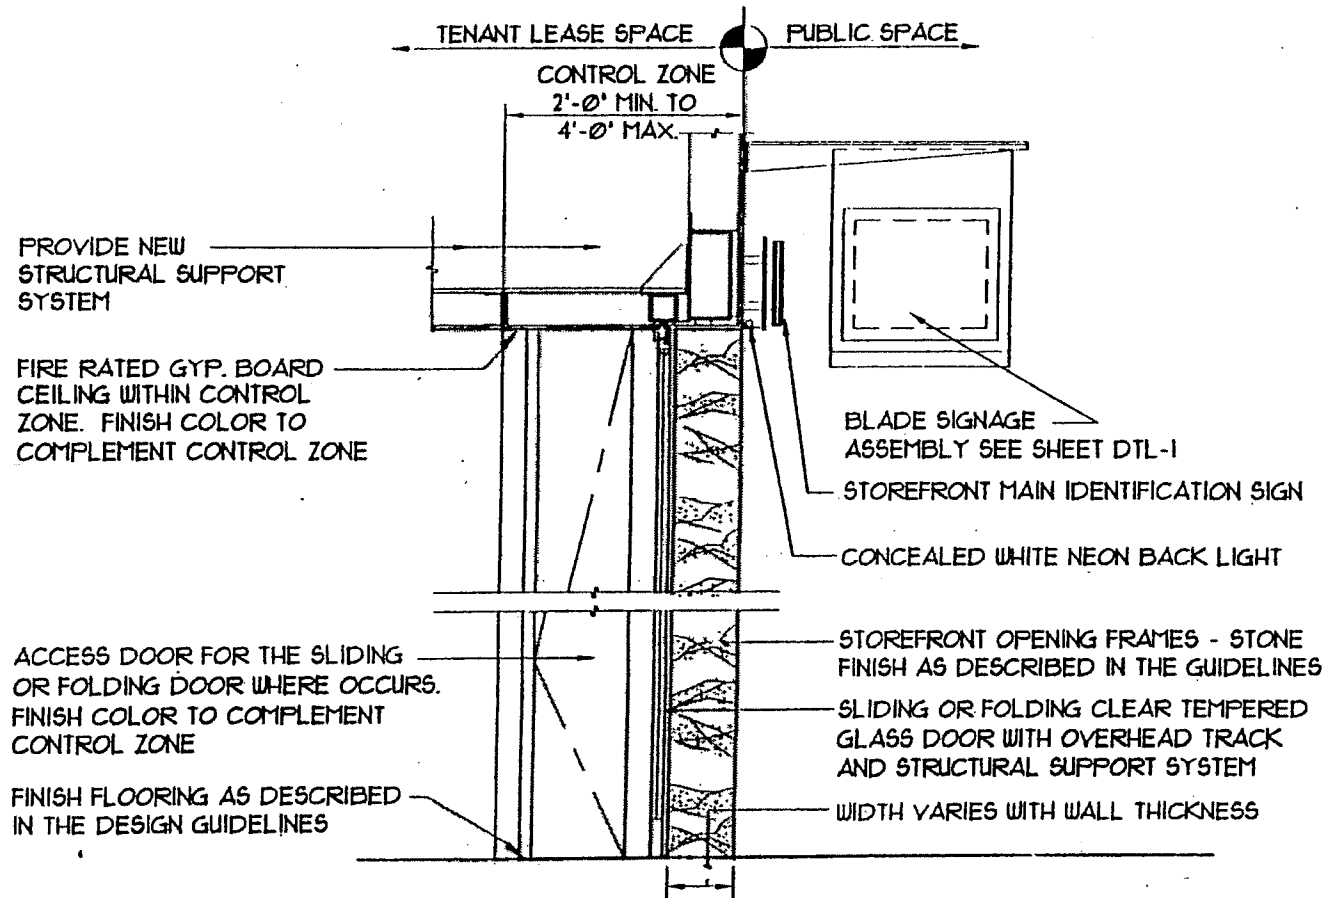 TENANT LEASE SPACE
PUBLIC SPACE
CONTROL ZONE
2'-0' MIN. TO
4'-0' MAX.
PROVIDE NEW
STRUCTURAL SUPPORT
SYSTEM
FIRE RATED GYP. BOARD
CEILING WITHIN CONTROL
ZONE. FINISH COLOR TO
COMPLEMENT CONTROL ZONE
BLADE SIGNAGE
ASSEMBLY SEE SHEET DTL-1
STOREFRONT MAIN IDENTIFICATION SIGN
CONCEALED WHITE NEON BACK LIGHT
ACCESS DOOR FOR THE SLIDING
OR FOLDING DOOR WHERE OCCURS.
FINISH COLOR TO COMPLEMENT
CONTROL ZONE
FINISH FLOORING AS DESCRIBED
IN THE DESIGN GUIDELINES
STOREFRONT OPENING FRAMES - STONE
FINISH AS DESCRIBED IN THE GUIDELINES
SLIDING OR FOLDING CLEAR TEMPERED
GLASS DOOR WITH OVERHEAD TRACK
AND STRUCTURAL SUPPORT SYSTEM
WIDTH VARIES WITH WALL THICKNESS